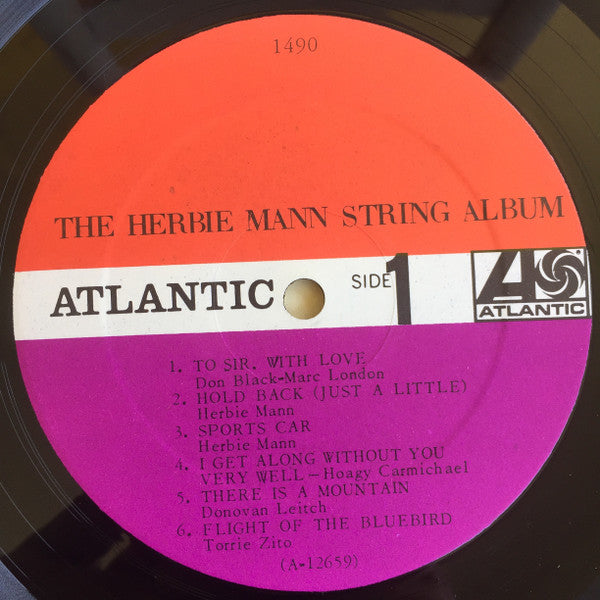 1490
THE HERBIE MANN STRING ALBUM
ATLANTIC SIDE 1
ATLANTIC
1. TO SIR, WITH LOVE
Don Black-Marc London
2. HOLD BACK (JUST A LITTLE)
Herbie Mann
3. SPORTS CAR
Herbie Mann
4. I GET ALONG WITHOUT YOU
VERY WELL - Hoagy Carmichael
5. THERE IS A MOUNTAIN
Donovan Leitch
6. FLIGHT OF THE BLUEBIRD
Torrie Zito
(A-12659)